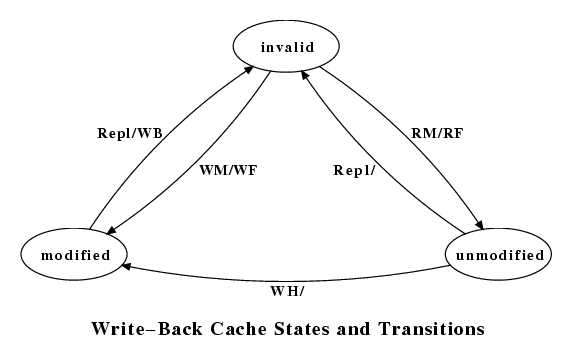 invalid
Repl/WB
RM/RF
WM/WF
Repl/
modified
unmodified
WH/
Write−Back Cache States and Transitions